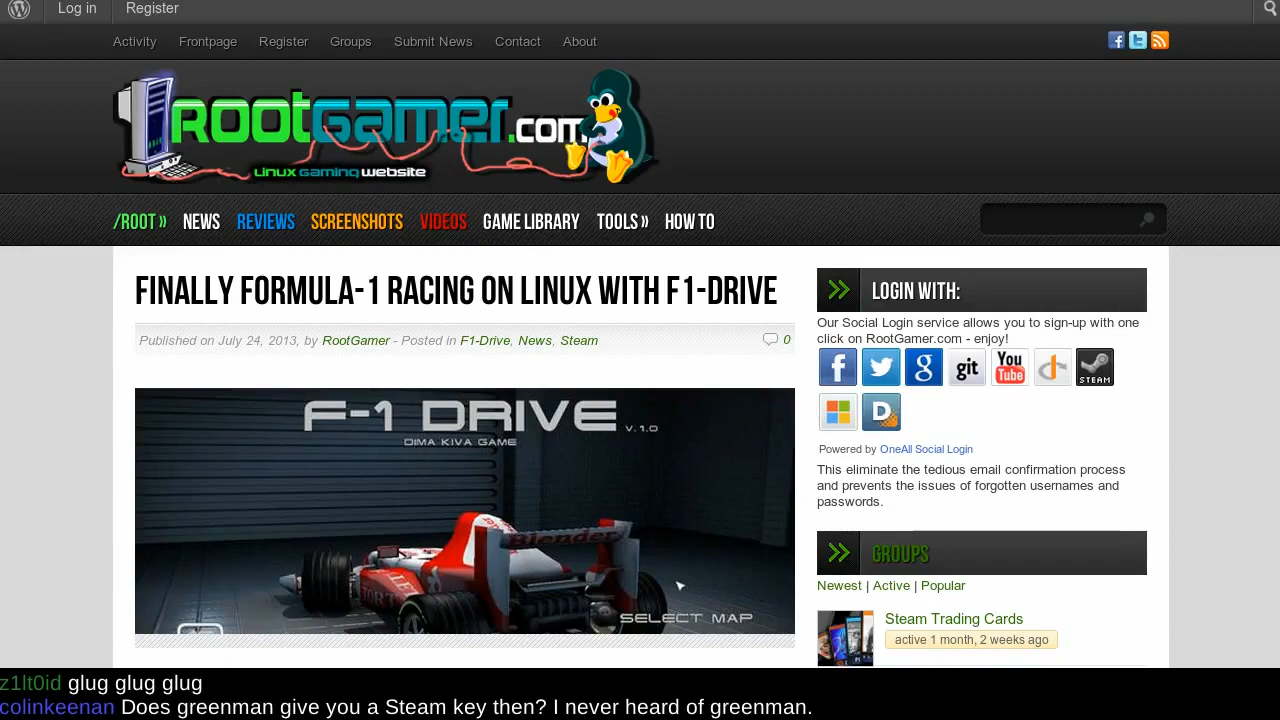 Log in Register
Activity Frontpage Register Groups Submit News Contact About
ROOTGAMER.COM
LINUX GAMING WEBSITE
/ROOT » NEWS REVIEWS SCREENSHOTS VIDEOS GAME LIBRARY TOOLS » HOW TO
FINALLY FORMULA-1 RACING ON LINUX WITH F1-DRIVE
Published on July 24, 2013, by RootGamer - Posted in F1-Drive, News, Steam
0
F-1 DRIVE V.1.0
DIMA KIVA GAME
Blender
SELECT MAP
LOGIN WITH:
Our Social Login service allows you to sign-up with one
click on RootGamer.com - enjoy!
git You Tube STEAM
Powered by OneAll Social Login
This eliminate the tedious email confirmation process
and prevents the issues of forgotten usernames and
passwords.
GROUPS
Newest | Active | Popular
Steam Trading Cards
active 1 month, 2 weeks ago
z1lt0id glug glug glug
colinkeenan Does greenman give you a Steam key then? I never heard of greenman.